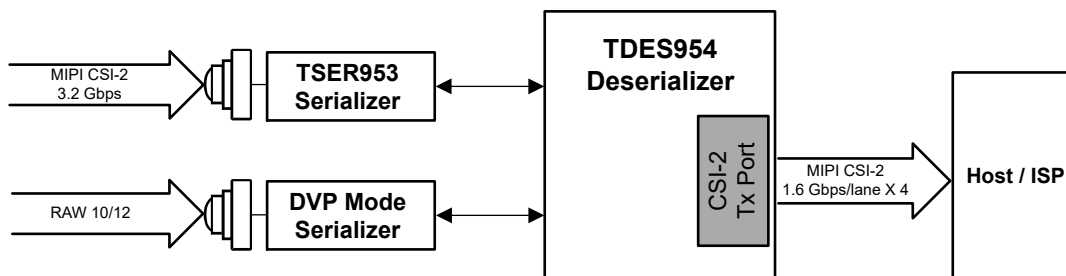 MIPI CSI-2
3.2 Gbps
TSER953
Serializer
RAW 10/12
DVP Mode
Serializer
TDES954
Deserializer
CSI-2
Tx Port
MIPI CSI-2
1.6 Gbps/lane X 4
Host / ISP